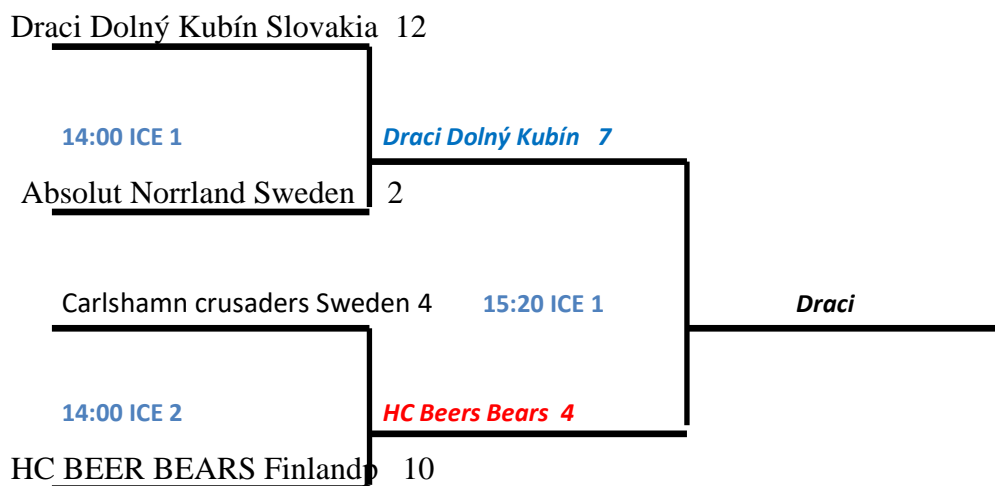 Draci Dolný Kubín Slovakia 12
14:00 ICE 1
Draci Dolný Kubín 7
Absolut Norrland Sweden 2
Carlshamn crusaders Sweden 4
15:20 ICE 1
Draci
14:00 ICE 2
HC Beers Bears 4
HC BEER BEARS Finlandp 10